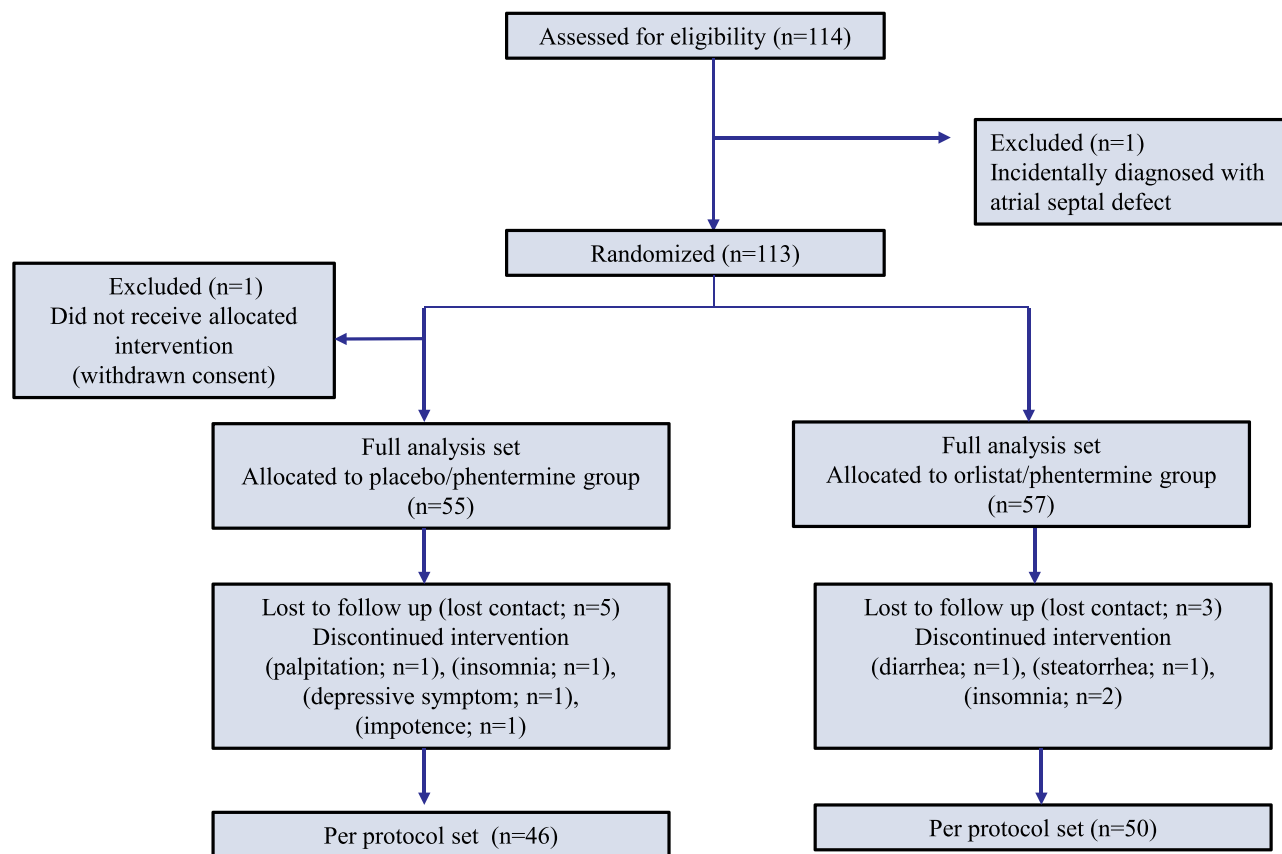 Assessed for eligibility (n=114)
Excluded (n=1)
Incidentally diagnosed with
atrial septal defect
Randomized (n=113)
Excluded (n=1)
Did not receive allocated
intervention
(withdrawn consent)
Full analysis set
Allocated to placebo/phentermine group
(n=55)
Full analysis set
Allocated to orlistat/phentermine group
(n=57)
Lost to follow up (lost contact; n=5)
Discontinued intervention
(palpitation; n=1), (insomnia; n=1),
(depressive symptom; n=1),
(impotence; n=1)
Lost to follow up (lost contact; n=3)
Discontinued intervention
(diarrhea; n=1), (steatorrhea; n=1),
(insomnia; n=2)
Per protocol set (n=46)
Per protocol set (n=50)